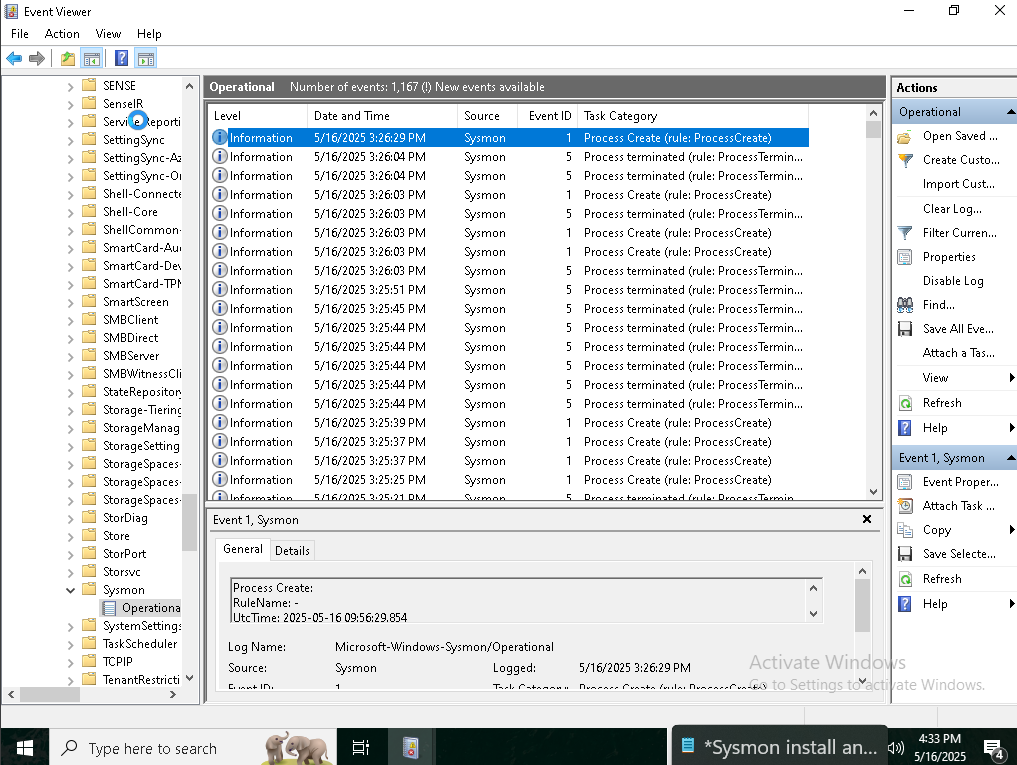 Event Viewer
File Action View Help
SENSE
SenseIR
SettingSync
SettingSync-Az
SettingSync-On
Shell-Connecte
Shell-Core
ShellCommon-
SmartCard-Aud
SmartCard-Dev
SmartCard-TPM
SmartScreen
SMBClient
SMBDirect
SMBServer
SMBWitnessCli
StateRepository
Storage-Tiering
StorageManag
StorageSetting
StorageSpaces-
StorageSpaces-
StorageSpaces-
StorDiag
Store
StorPort
Storsvc
Sysmon
Operationa
SystemSettings
TaskScheduler
TCPIP
TenantRestricti
Operational Number of events: 1,167 (!) New events available
Level Date and Time Source Event ID Task Category
Information 5/16/2025 3:26:29 PM Sysmon 1 Process Create (rule: ProcessCreate)
Information 5/16/2025 3:26:04 PM Sysmon 5 Process terminated (rule: ProcessTermin...
Information 5/16/2025 3:26:04 PM Sysmon 5 Process terminated (rule: ProcessTermin...
Information 5/16/2025 3:26:03 PM Sysmon 1 Process Create (rule: ProcessCreate)
Information 5/16/2025 3:26:03 PM Sysmon 5 Process terminated (rule: ProcessTermin...
Information 5/16/2025 3:26:03 PM Sysmon 1 Process Create (rule: ProcessCreate)
Information 5/16/2025 3:26:03 PM Sysmon 1 Process Create (rule: ProcessCreate)
Information 5/16/2025 3:26:03 PM Sysmon 5 Process terminated (rule: ProcessTermin...
Information 5/16/2025 3:25:51 PM Sysmon 5 Process terminated (rule: ProcessTermin...
Information 5/16/2025 3:25:45 PM Sysmon 5 Process terminated (rule: ProcessTermin...
Information 5/16/2025 3:25:44 PM Sysmon 5 Process terminated (rule: ProcessTermin...
Information 5/16/2025 3:25:44 PM Sysmon 5 Process terminated (rule: ProcessTermin...
Information 5/16/2025 3:25:44 PM Sysmon 5 Process terminated (rule: ProcessTermin...
Information 5/16/2025 3:25:44 PM Sysmon 5 Process terminated (rule: ProcessTermin...
Information 5/16/2025 3:25:44 PM Sysmon 5 Process terminated (rule: ProcessTermin...
Information 5/16/2025 3:25:39 PM Sysmon 1 Process Create (rule: ProcessCreate)
Information 5/16/2025 3:25:37 PM Sysmon 1 Process Create (rule: ProcessCreate)
Information 5/16/2025 3:25:37 PM Sysmon 1 Process Create (rule: ProcessCreate)
Information 5/16/2025 3:25:25 PM Sysmon 1 Process Create (rule: ProcessCreate)
Information 5/16/2025 3:25:21 PM Sysmon 5 Process terminated (rule: ProcessTermin...
Event 1, Sysmon
General Details
Process Create:
RuleName: -
UtcTime: 2025-05-16 09:56:29.854
Log Name: Microsoft-Windows-Sysmon/Operational
Source: Sysmon Logged: 5/16/2025 3:26:29 PM
Event ID: 1 Task Category: Process Create (rule: ProcessCreate)
Actions
Operational
Open Saved ...
Create Custo...
Import Cust...
Clear Log...
Filter Curren...
Properties
Disable Log
Find...
Save All Eve...
Attach a Tas...
View
Refresh
Help
Event 1, Sysmon
Event Proper...
Attach Task ...
Copy
Save Selecte...
Refresh
Help
Activate Windows
Go to Settings to activate Windows.
Type here to search
*Sysmon install an...
4:33 PM
5/16/2025
4